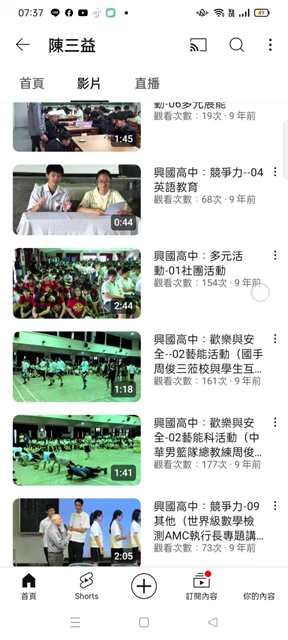 07:37
49
陳三益
首頁
影片
直播
動-06多元展能
觀看次數：19次 · 9 年前
1:45
興國高中：競爭力--04
英語教育
觀看次數：68次 · 9 年前
0:44
興國高中：多元活
動-01社團活動
觀看次數：154次 · 9 年前
2:44
興國高中：歡樂與安
全--02藝能活動（國手
周俊三蒞校與學生互...
觀看次數：161次 · 9 年前
1:18
興國高中：歡樂與安
全-02藝能科活動（中
華男籃隊總教練周俊...
觀看次數：177次 · 9 年前
1:41
興國高中：競爭力-09
其他（世界級數學檢
測AMC執行長專題講...
觀看次數：73次 · 9 年前
2:05
首頁
Shorts
訂閱內容
你的內容